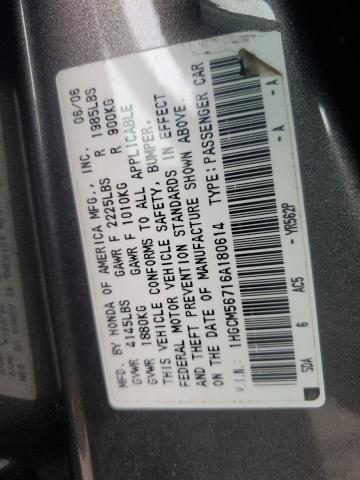 MFD. BY HONDA OF AMERICA MFG., INC. 06/06
GVWR 4145LBS GAWR F 2225LBS R 1985LBS
GVWR 1880KG GAWR F 1010KG R 900KG
THIS VEHICLE CONFORMS TO ALL APPLICABLE
FEDERAL MOTOR VEHICLE SAFETY, BUMPER,
AND THEFT PREVENTION STANDARDS IN EFFECT
ON THE DATE OF MANUFACTURE SHOWN ABOVE.
V.I.N.: 1HGCM56716A180614 TYPE: PASSENGER CAR
SDA 6 AC5 - YR562P - A - A